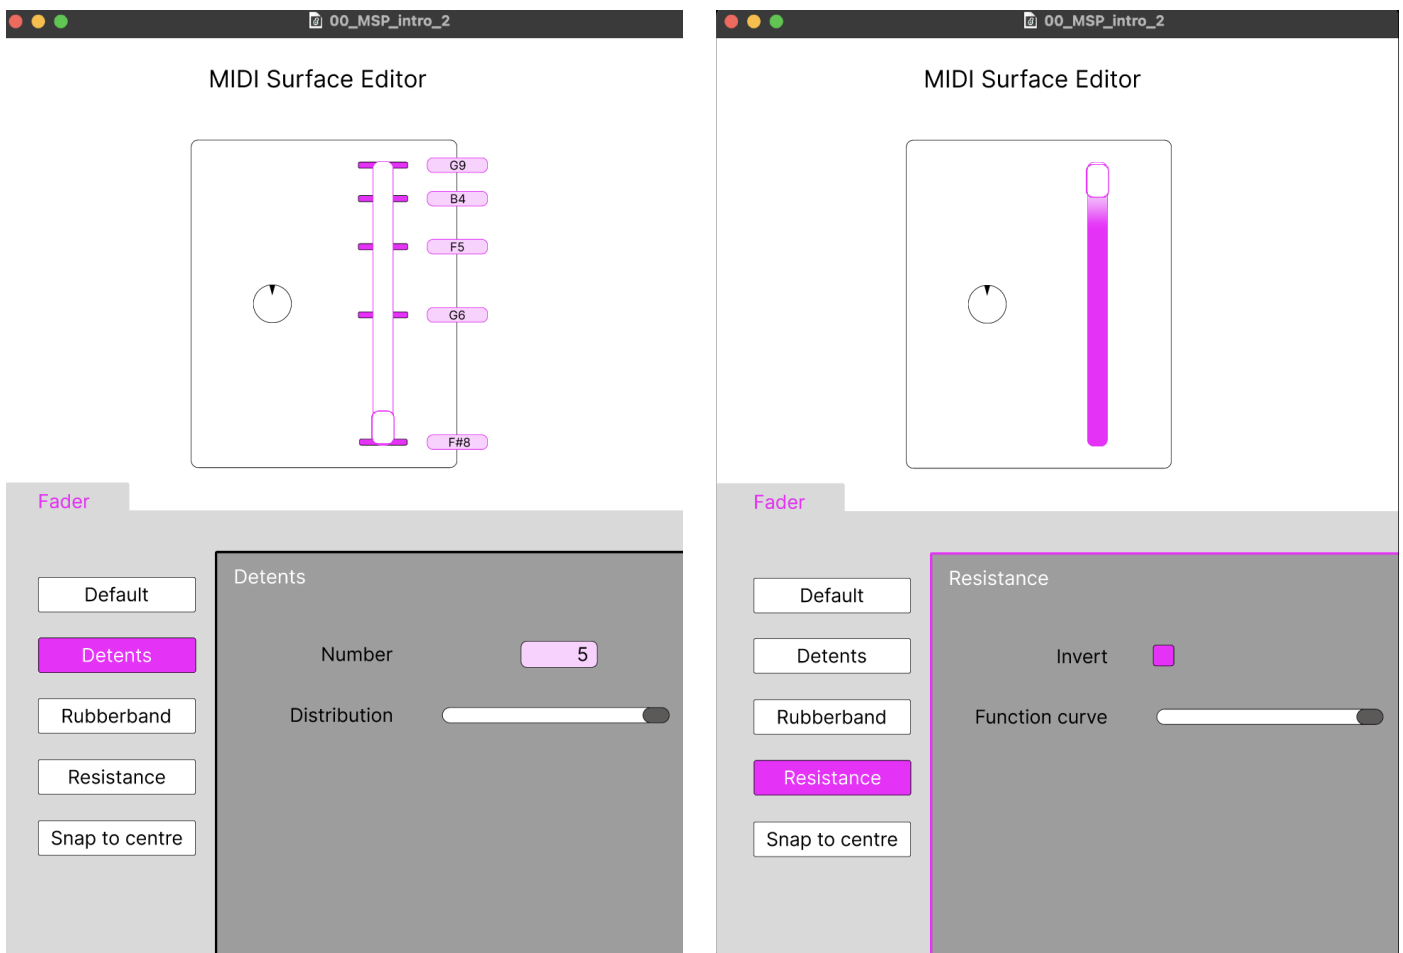 00_MSP_intro_2
MIDI Surface Editor
G9
B4
F5
G6
F#8
Fader
Default
Detents
Rubberband
Resistance
Snap to centre
Detents
Number 5
Distribution
00_MSP_intro_2
MIDI Surface Editor
Fader
Default
Detents
Rubberband
Resistance
Snap to centre
Resistance
Invert
Function curve